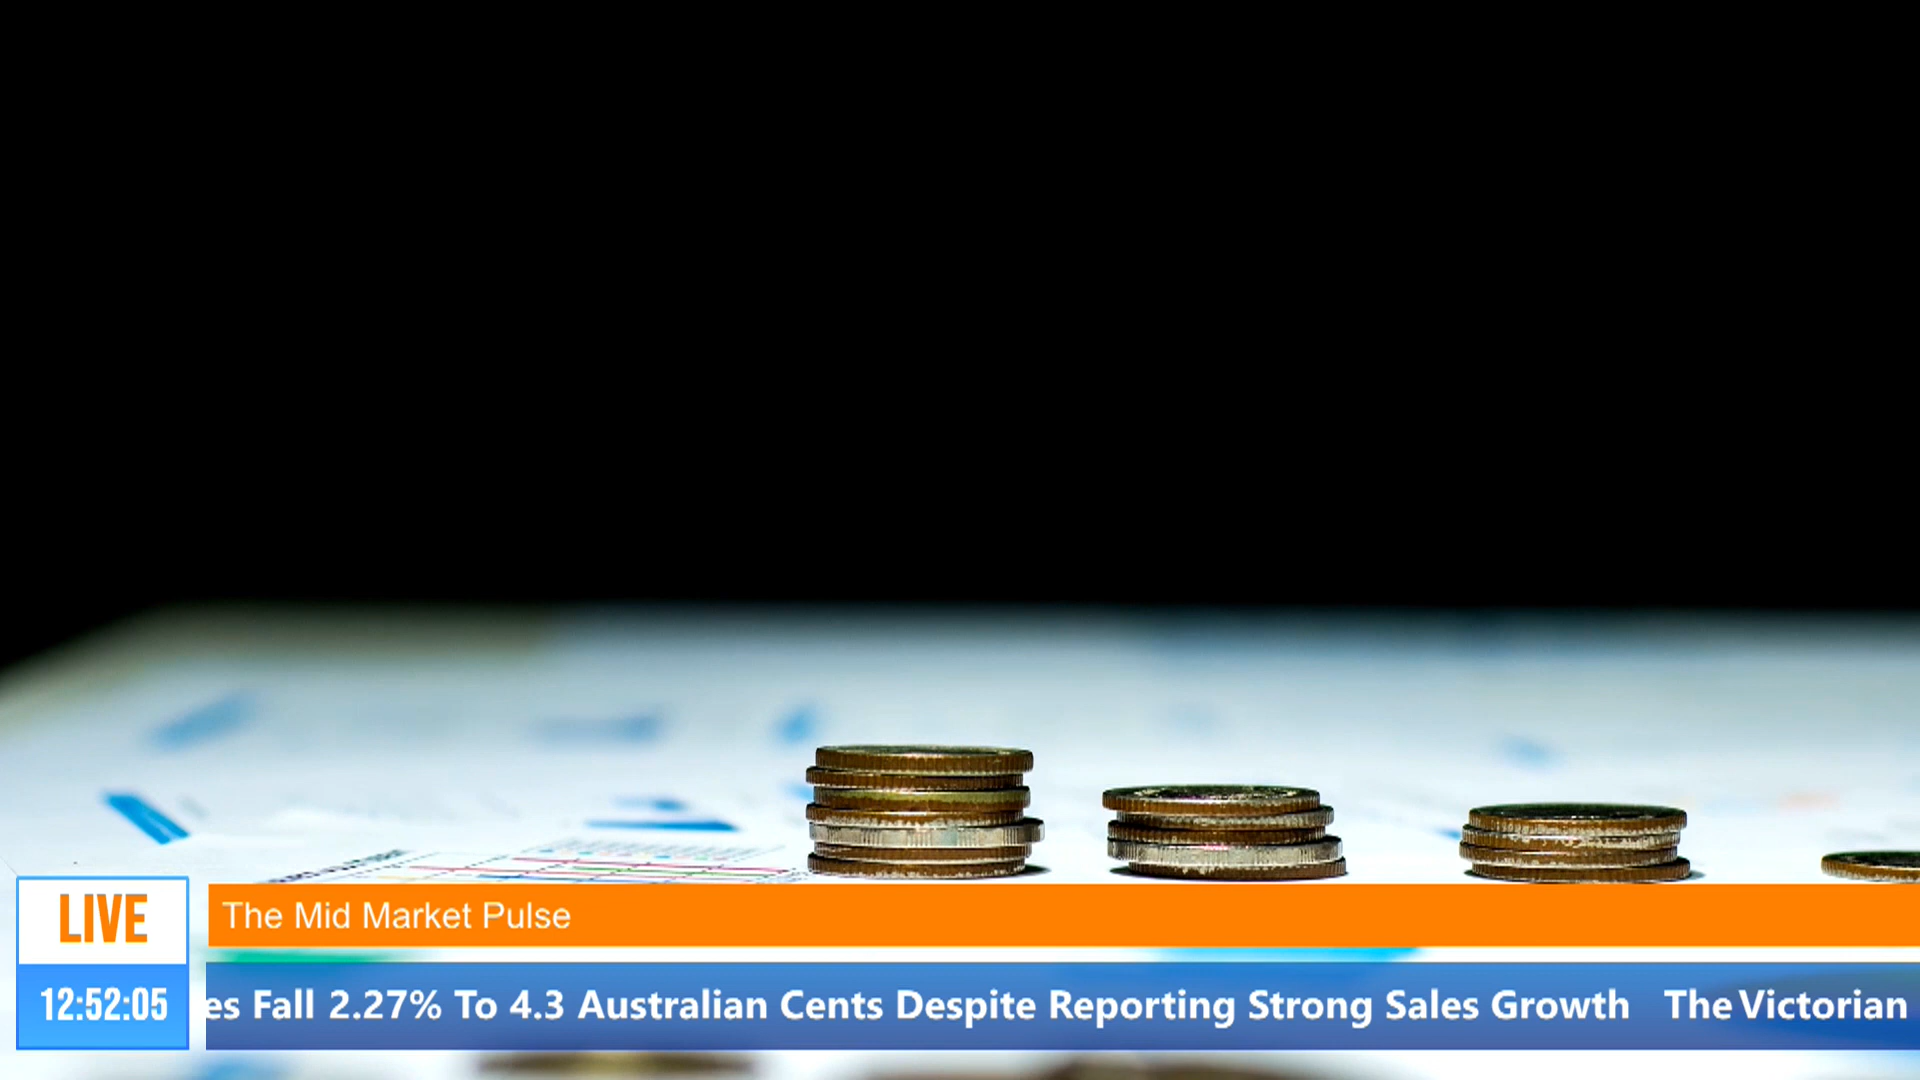 LIVE
The Mid Market Pulse
12:52:05
es Fall 2.27% To 4.3 Australian Cents Despite Reporting Strong Sales Growth The Victorian